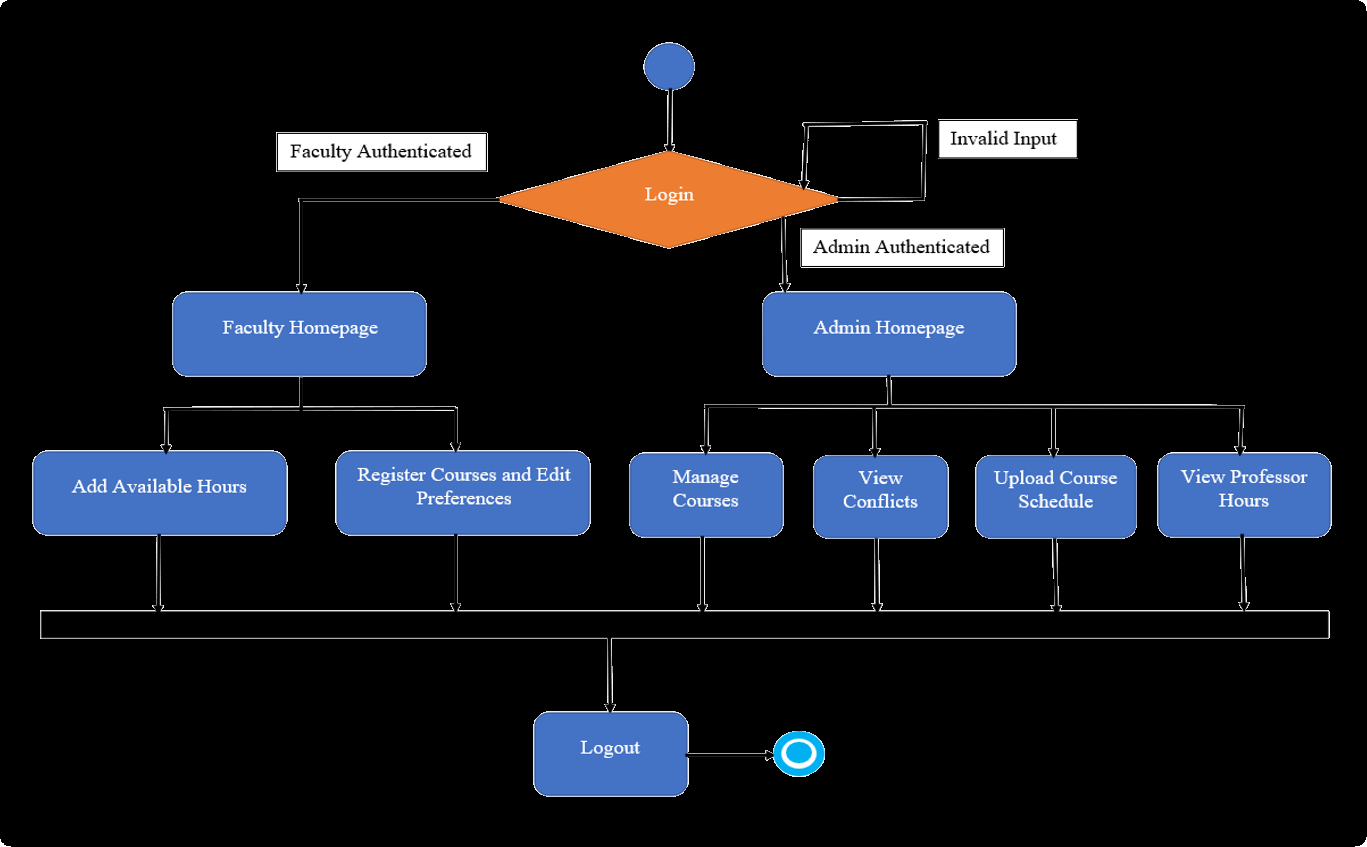 Faculty Authenticated
Invalid Input
Login
Admin Authenticated
Faculty Homepage
Admin Homepage
Add Available Hours
Register Courses and Edit
Preferences
Manage
Courses
View
Conflicts
Upload Course
Schedule
View Professor
Hours
Logout